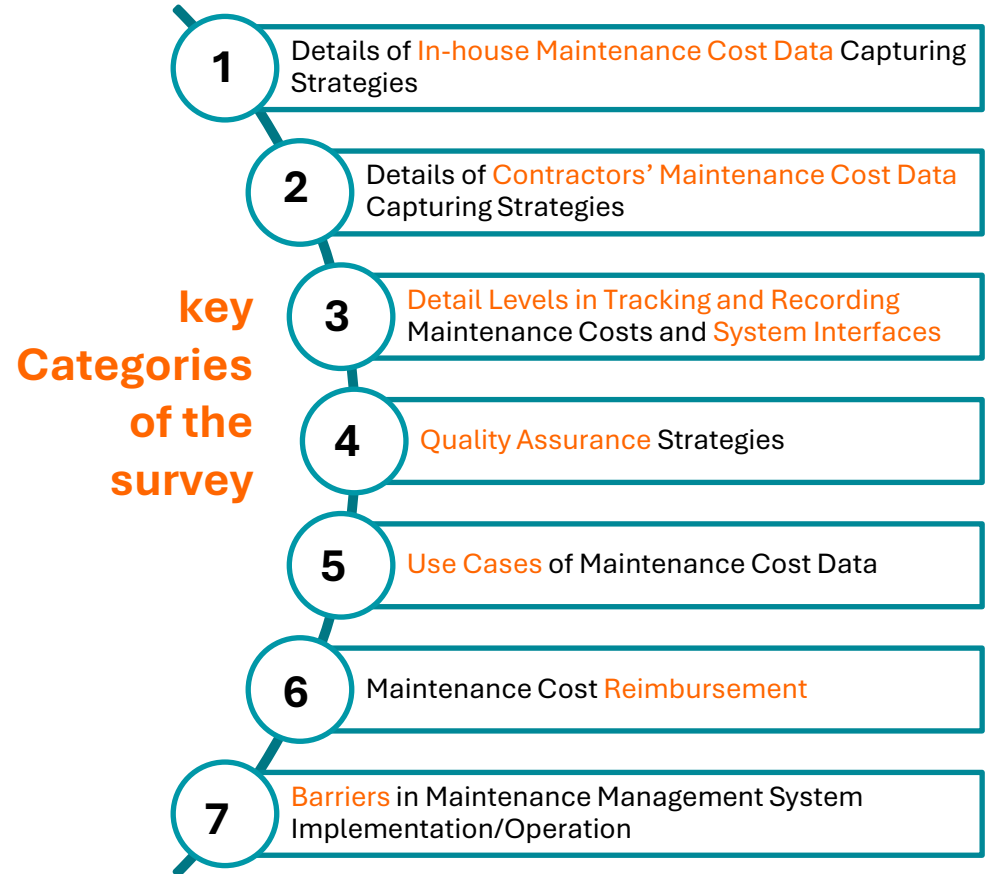 1
Details of In-house Maintenance Cost Data Capturing
Strategies
2
Details of Contractors’ Maintenance Cost Data
Capturing Strategies
key
Categories
of the
survey
3
Detail Levels in Tracking and Recording
Maintenance Costs and System Interfaces
4
Quality Assurance Strategies
5
Use Cases of Maintenance Cost Data
6
Maintenance Cost Reimbursement
7
Barriers in Maintenance Management System
Implementation/Operation